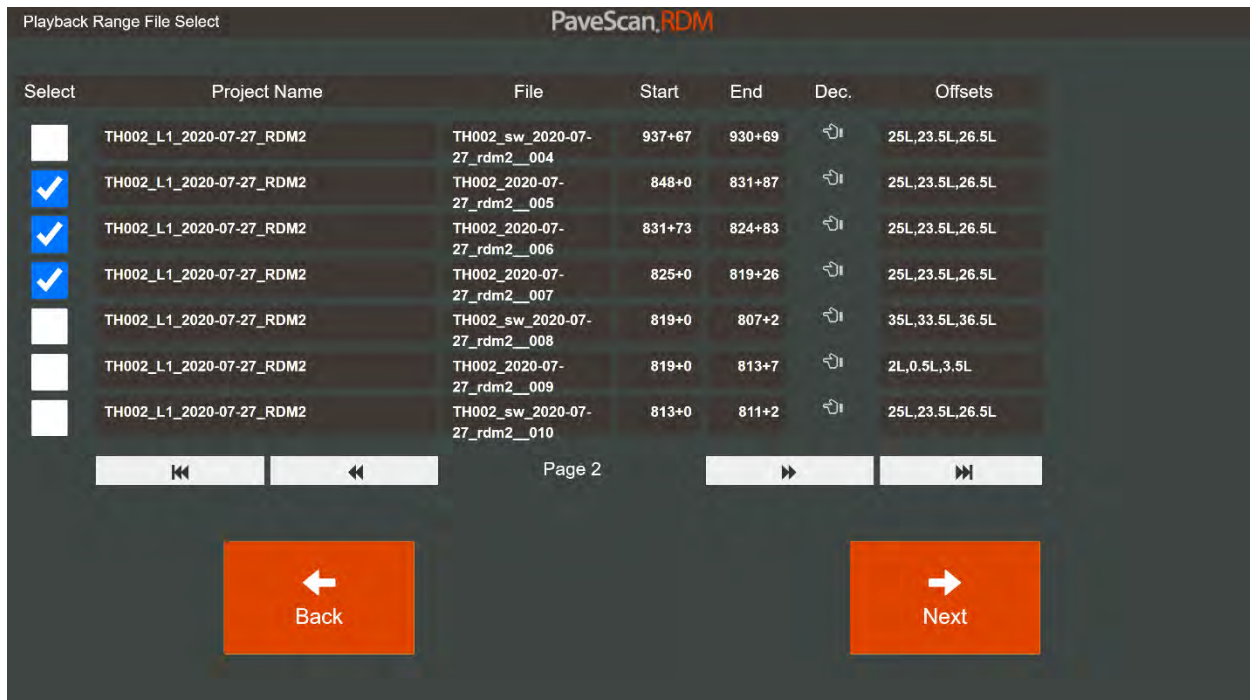 Playback Range File Select
PaveScan.RDM
Select Project Name File Start End Dec. Offsets
TH002_L1_2020-07-27_RDM2 TH002_sw_2020-07- 937+67 930+69 25L,23.5L,26.5L
27_rdm2__004
TH002_L1_2020-07-27_RDM2 TH002_2020-07- 848+0 831+87 25L,23.5L,26.5L
27_rdm2__005
TH002_L1_2020-07-27_RDM2 TH002_2020-07- 831+73 824+83 25L,23.5L,26.5L
27_rdm2__006
TH002_L1_2020-07-27_RDM2 TH002_2020-07- 825+0 819+26 25L,23.5L,26.5L
27_rdm2__007
TH002_L1_2020-07-27_RDM2 TH002_sw_2020-07- 819+0 807+2 35L,33.5L,36.5L
27_rdm2__008
TH002_L1_2020-07-27_RDM2 TH002_2020-07- 819+0 813+7 2L,0.5L,3.5L
27_rdm2__009
TH002_L1_2020-07-27_RDM2 TH002_sw_2020-07- 813+0 811+2 25L,23.5L,26.5L
27_rdm2__010
Page 2
Back Next